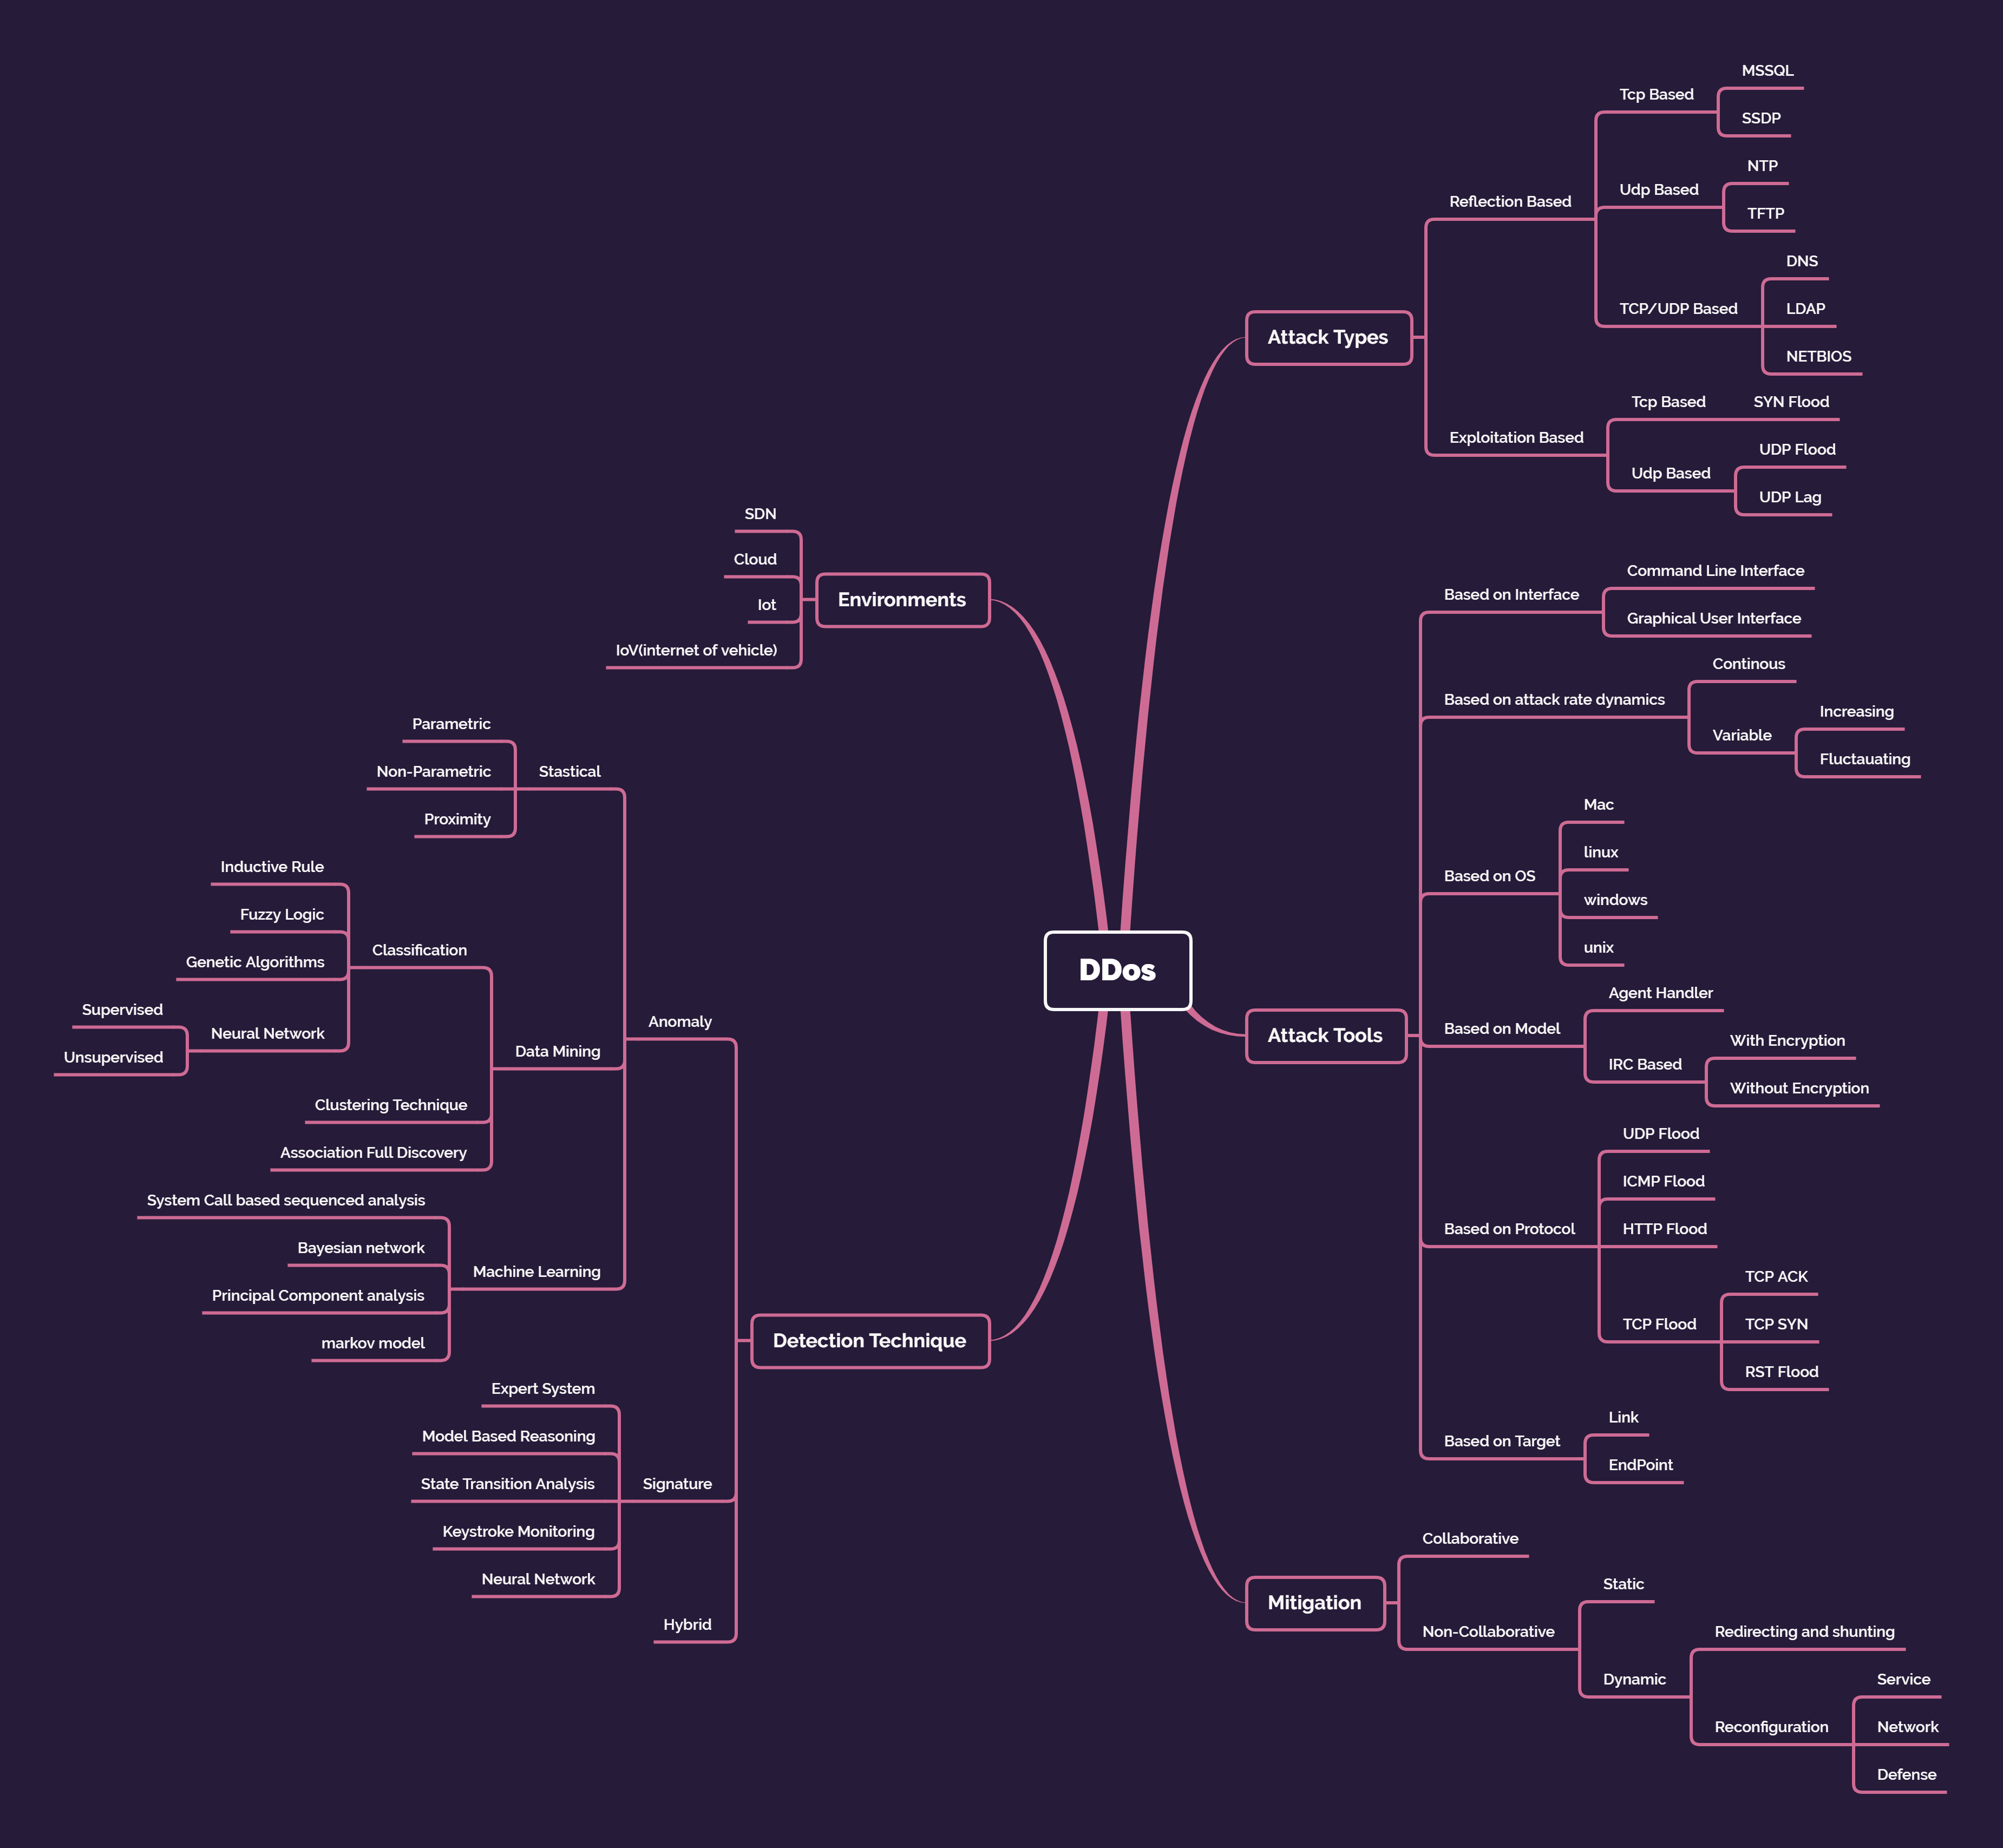 DDos
Attack Types
Reflection Based
Tcp Based
MSSQL
SSDP
Udp Based
NTP
TFTP
TCP/UDP Based
DNS
LDAP
NETBIOS
Exploitation Based
Tcp Based
SYN Flood
Udp Based
UDP Flood
UDP Lag
Attack Tools
Based on Interface
Command Line Interface
Graphical User Interface
Based on attack rate dynamics
Continous
Variable
Increasing
Fluctauating
Based on OS
Mac
linux
windows
unix
Based on Model
Agent Handler
IRC Based
With Encryption
Without Encryption
Based on Protocol
UDP Flood
ICMP Flood
HTTP Flood
TCP Flood
TCP ACK
TCP SYN
RST Flood
Based on Target
Link
EndPoint
Mitigation
Collaborative
Non-Collaborative
Static
Dynamic
Redirecting and shunting
Reconfiguration
Service
Network
Defense
Environments
SDN
Cloud
Iot
IoV(internet of vehicle)
Detection Technique
Anomaly
Stastical
Parametric
Non-Parametric
Proximity
Data Mining
Classification
Inductive Rule
Fuzzy Logic
Genetic Algorithms
Neural Network
Supervised
Unsupervised
Clustering Technique
Association Full Discovery
Machine Learning
System Call based sequenced analysis
Bayesian network
Principal Component analysis
markov model
Signature
Expert System
Model Based Reasoning
State Transition Analysis
Keystroke Monitoring
Neural Network
Hybrid